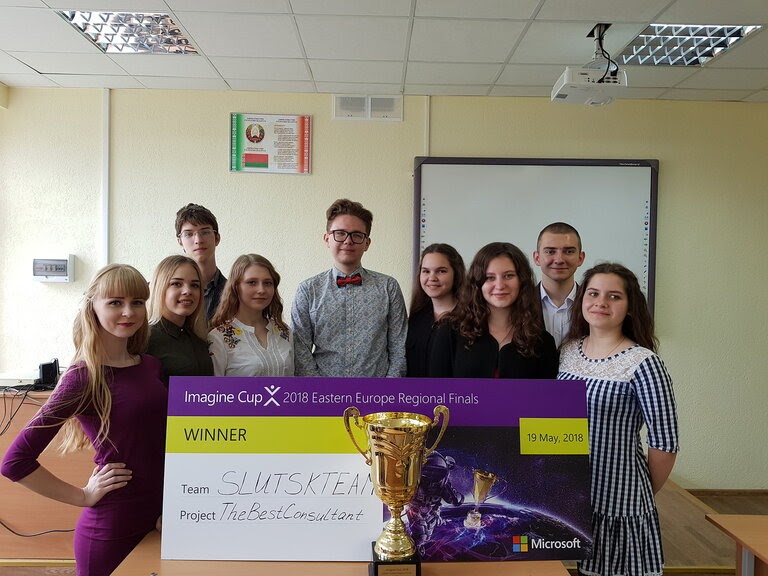 Imagine Cup 2018 Eastern Europe Regional Finals
WINNER
19 May, 2018
Team SLUTSKTEAM
Project TheBestConsultant
Microsoft